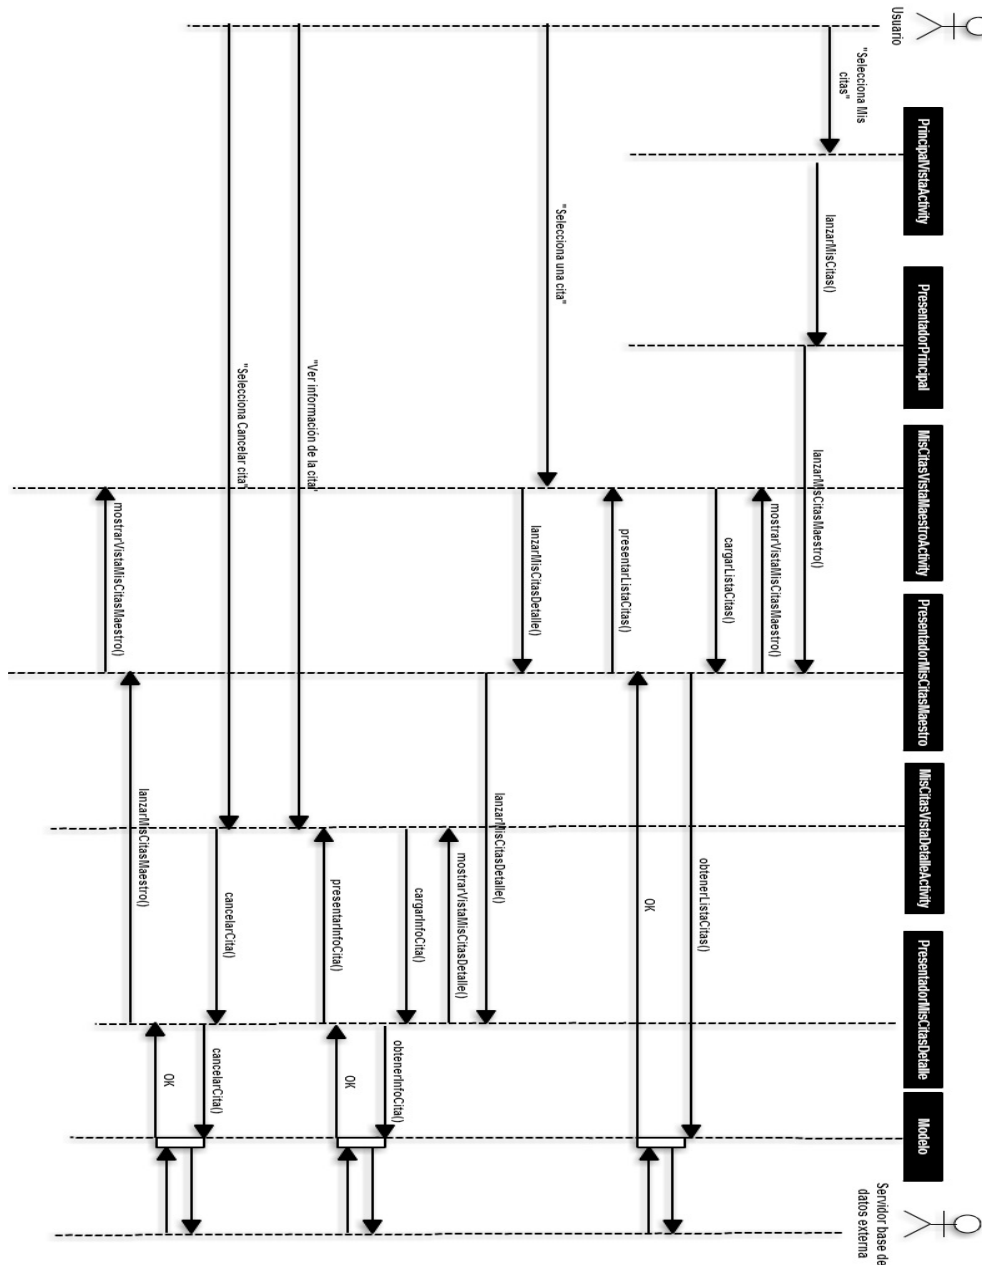 Usuario
PrincipalVistaActivity
PresentadorPrincipal
MisCitasVistaMaestroActivity
PresentadorMisCitasMaestro
MisCitasVistaDetalleActivity
PresentadorMisCitasDetalle
Modelo
Servidor base de
datos externa
"Selecciona Mis
citas"
lanzarMisCitas()
lanzarMisCitasMaestro()
mostrarVistaMisCitasMaestro()
cargarListaCitas()
obtenerListaCitas()
OK
presentarListaCitas()
"Selecciona una cita"
lanzarMisCitasDetalle()
lanzarMisCitasDetalle()
mostrarVistaMisCitasDetalle()
cargarInfoCita()
obtenerInfoCita()
OK
presentarInfoCita()
"Ver información de la cita"
"Selecciona Cancelar cita"
cancelarCita()
cancelarCita()
OK
lanzarMisCitasMaestro()
mostrarVistaMisCitasMaestro()